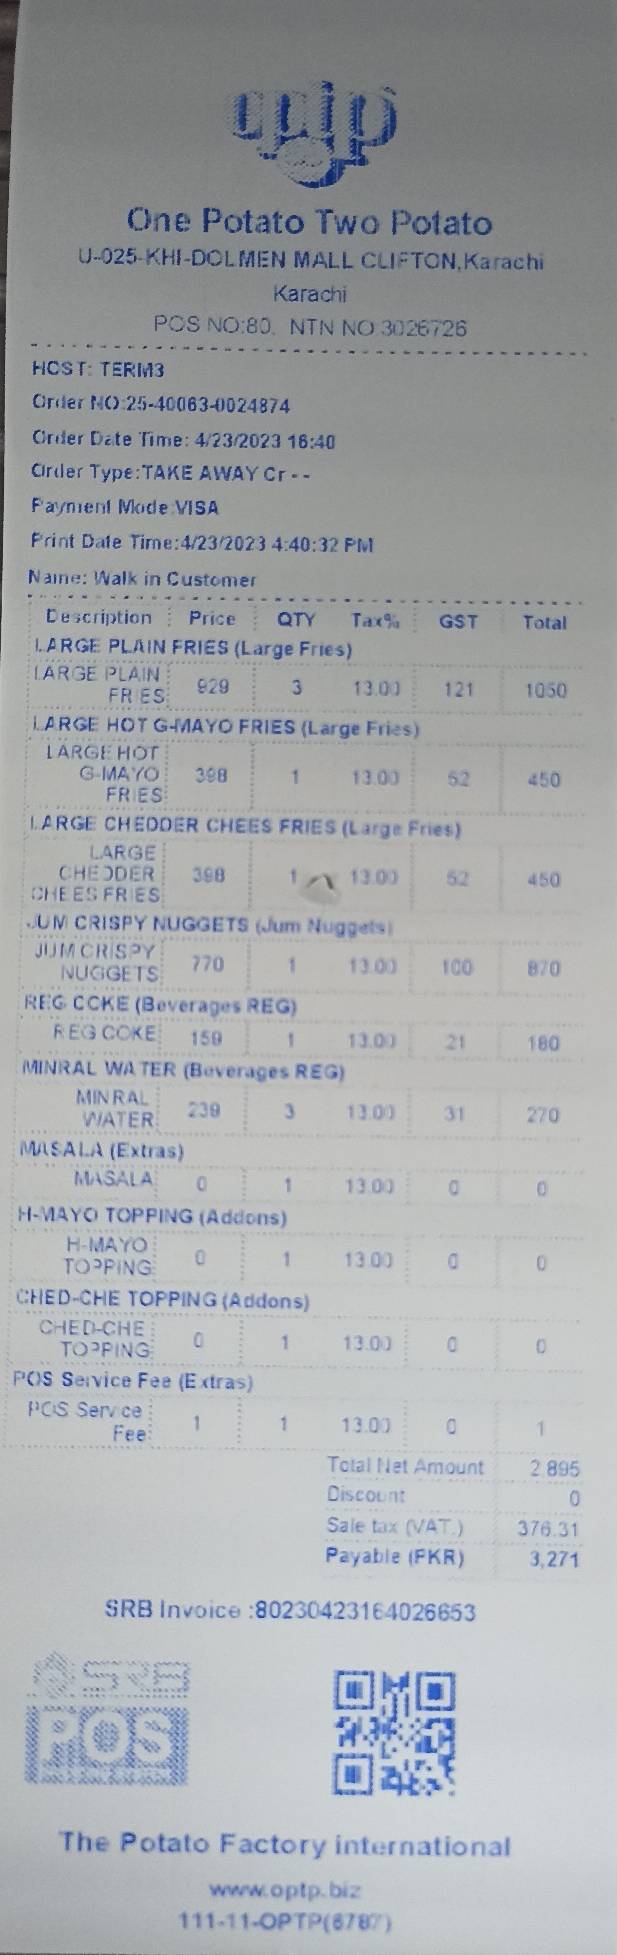 optp
One Potato Two Potato
U-025-KHI-DOLMEN MALL CLIFTON,Karachi
Karachi
POS NO:80. NTN NO 3026726
HOST: TERM3
Order NO:25-40063-0024874
Order Date Time: 4/23/2023 16:40
Order Type:TAKE AWAY Cr - -
Payment Mode:VISA
Print Date Time:4/23/2023 4:40:32 PM
Name: Walk in Customer
Description Price QTY Tax% GST Total
LARGE PLAIN FRIES (Large Fries)
LARGE PLAIN
FRIES 929 3 13.00 121 1050
LARGE HOT G-MAYO FRIES (Large Fries)
LARGE HOT
G-MAYO 398 1 13.00 52 450
FRIES
LARGE CHEDDER CHEES FRIES (Large Fries)
LARGE
CHEDDER 398 1 13.00 52 450
CHEES FRIES
JUM CRISPY NUGGETS (Jum Nuggets)
JUM CRISPY
NUGGETS 770 1 13.00 100 870
REG COKE (Beverages REG)
REG COKE 159 1 13.00 21 180
MINRAL WATER (Beverages REG)
MINRAL
WATER 239 3 13.00 31 270
MASALA (Extras)
MASALA 0 1 13.00 0 0
H-MAYO TOPPING (Addons)
H-MAYO
TOPPING 0 1 13.00 0 0
CHED-CHE TOPPING (Addons)
CHED-CHE
TOPPING 0 1 13.00 0 0
POS Service Fee (Extras)
POS Service
Fee 1 1 13.00 0 1
Total Net Amount 2,895
Discount 0
Sale tax (VAT.) 376.31
Payable (PKR) 3,271
SRB Invoice :80230423164026653
SRB
POS
The Potato Factory international
www.optp.biz
111-11-OPTP(6787)